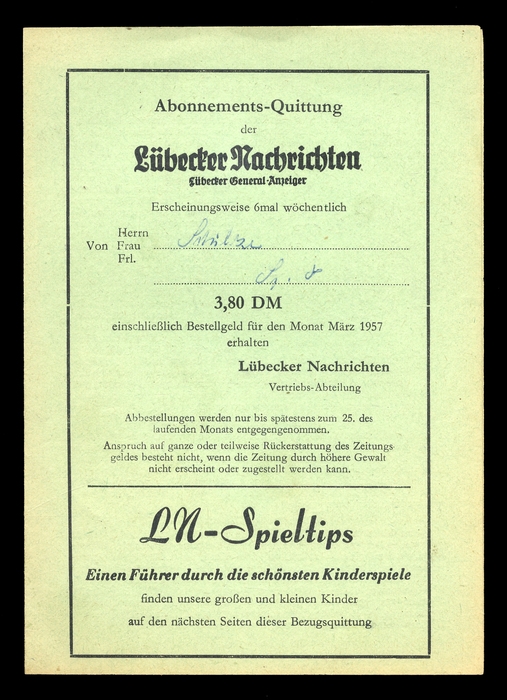 Abonnements-Quittung
der
Lübecker Nachrichten
Lübecker General-Anzeiger
Erscheinungsweise 6mal wöchentlich
Herrn
Von Frau Schulze
Frl.
3,80 DM
einschließlich Bestellgeld für den Monat März 1957
erhalten
Lübecker Nachrichten
Vertriebs-Abteilung
Abbestellungen werden nur bis spätestens zum 25. des
laufenden Monats entgegengenommen.
Anspruch auf ganze oder teilweise Rückerstattung des Zeitungs-
geldes besteht nicht, wenn die Zeitung durch höhere Gewalt
nicht erscheint oder zugestellt werden kann.
LN-Spieltips
Einen Führer durch die schönsten Kinderspiele
finden unsere großen und kleinen Kinder
auf den nächsten Seiten dieser Bezugsquittung